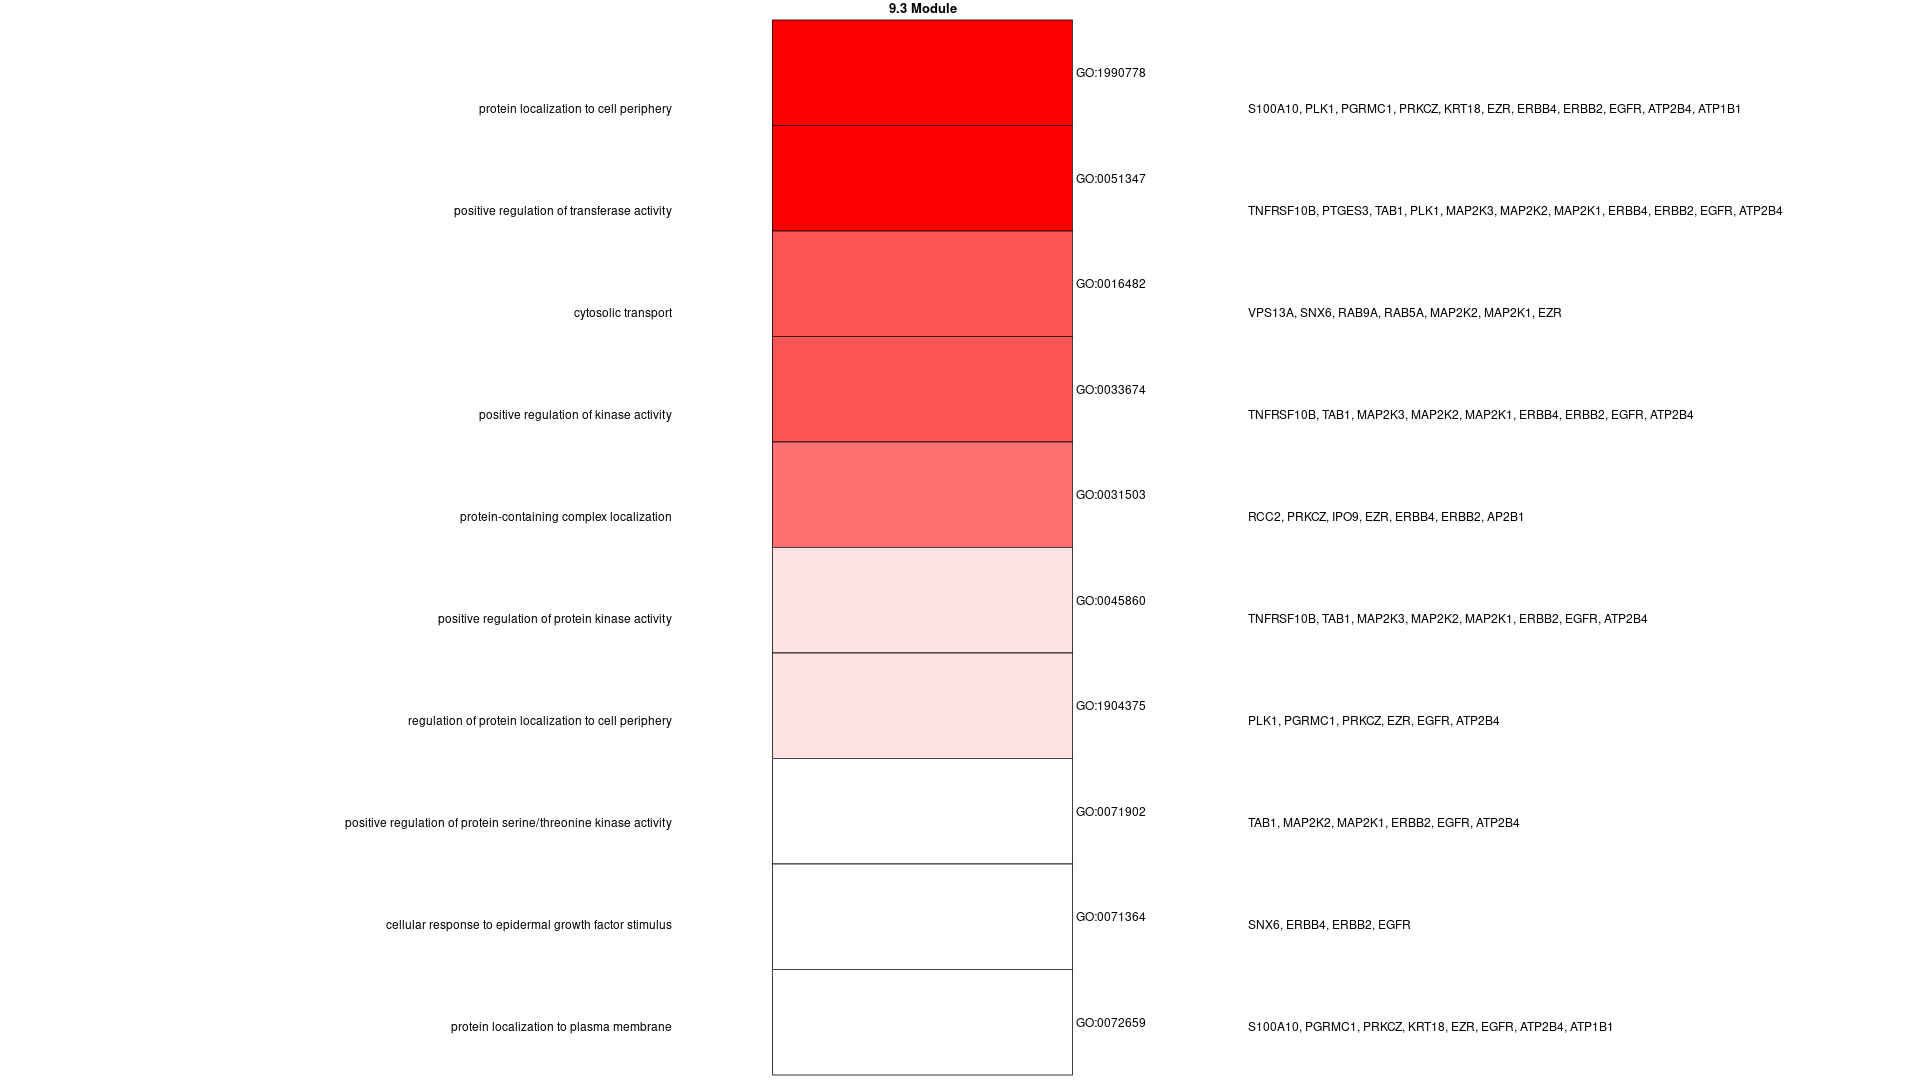 9.3 Module
GO:1990778
protein localization to cell periphery
S100A10, PLK1, PGRMC1, PRKCZ, KRT18, EZR, ERBB4, ERBB2, EGFR, ATP2B4, ATP1B1
GO:0051347
positive regulation of transferase activity
TNFRSF10B, PTGES3, TAB1, PLK1, MAP2K3, MAP2K2, MAP2K1, ERBB4, ERBB2, EGFR, ATP2B4
GO:0016482
cytosolic transport
VPS13A, SNX6, RAB9A, RAB5A, MAP2K2, MAP2K1, EZR
GO:0033674
positive regulation of kinase activity
TNFRSF10B, TAB1, MAP2K3, MAP2K2, MAP2K1, ERBB4, ERBB2, EGFR, ATP2B4
GO:0031503
protein-containing complex localization
RCC2, PRKCZ, IPO9, EZR, ERBB4, ERBB2, AP2B1
GO:0045860
positive regulation of protein kinase activity
TNFRSF10B, TAB1, MAP2K3, MAP2K2, MAP2K1, ERBB2, EGFR, ATP2B4
GO:1904375
regulation of protein localization to cell periphery
PLK1, PGRMC1, PRKCZ, EZR, EGFR, ATP2B4
GO:0071902
positive regulation of protein serine/threonine kinase activity
TAB1, MAP2K2, MAP2K1, ERBB2, EGFR, ATP2B4
GO:0071364
cellular response to epidermal growth factor stimulus
SNX6, ERBB4, ERBB2, EGFR
GO:0072659
protein localization to plasma membrane
S100A10, PGRMC1, PRKCZ, KRT18, EZR, EGFR, ATP2B4, ATP1B1